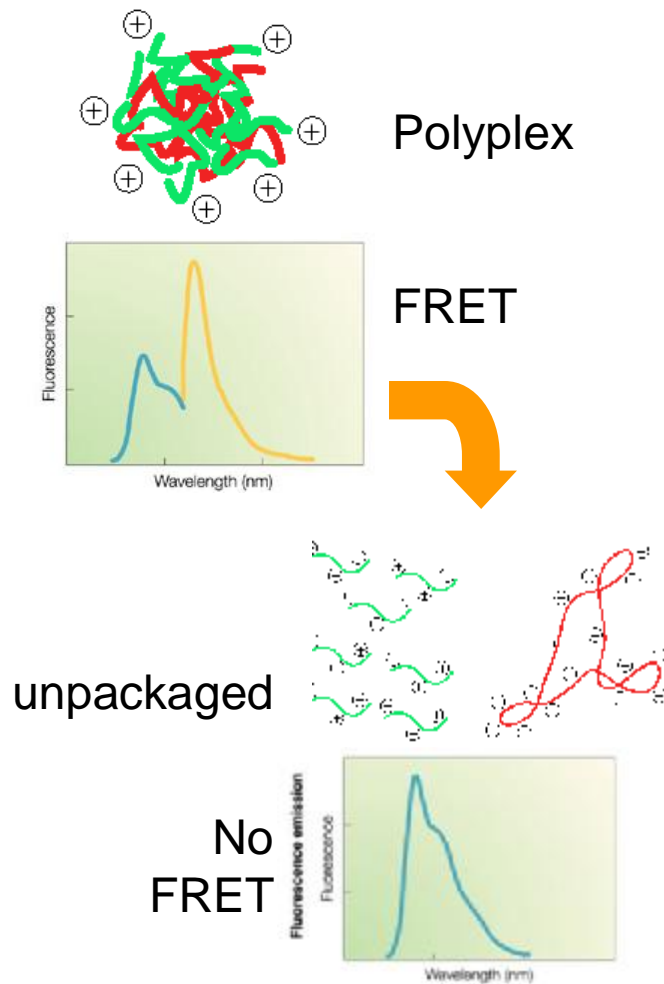 Polyplex
FRET
Fluorescence
Wavelength (nm)
unpackaged
No
FRET
Fluorescence emission
Fluorescence
Wavelength (nm)